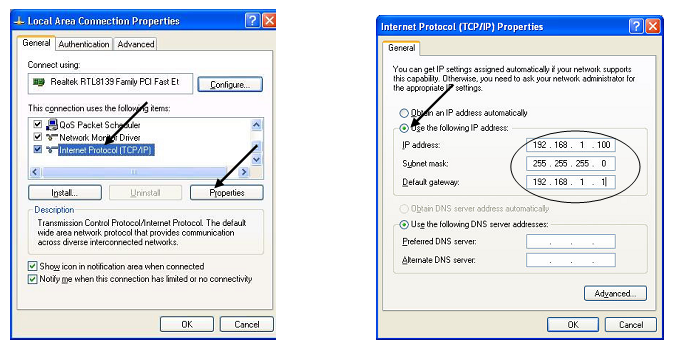 Local Area Connection Properties
General Authentication Advanced
Connect using:
Realtek RTL8139 Family PCI Fast Et
Configure...
This connection uses the following items:
QoS Packet Scheduler
Network Monitor Driver
Internet Protocol (TCP/IP)
Install... Uninstall Properties
Description
Transmission Control Protocol/Internet Protocol. The default
wide area network protocol that provides communication
across diverse interconnected networks.
Show icon in notification area when connected
Notify me when this connection has limited or no connectivity
OK Cancel
Internet Protocol (TCP/IP) Properties
General
You can get IP settings assigned automatically if your network supports
this capability. Otherwise, you need to ask your network administrator for
the appropriate IP settings.
Obtain an IP address automatically
Use the following IP address:
IP address: 192 . 168 . 1 . 100
Subnet mask: 255 . 255 . 255 . 0
Default gateway: 192 . 168 . 1 . 1
Obtain DNS server address automatically
Use the following DNS server addresses:
Preferred DNS server: . . .
Alternate DNS server: . . .
Advanced...
OK Cancel